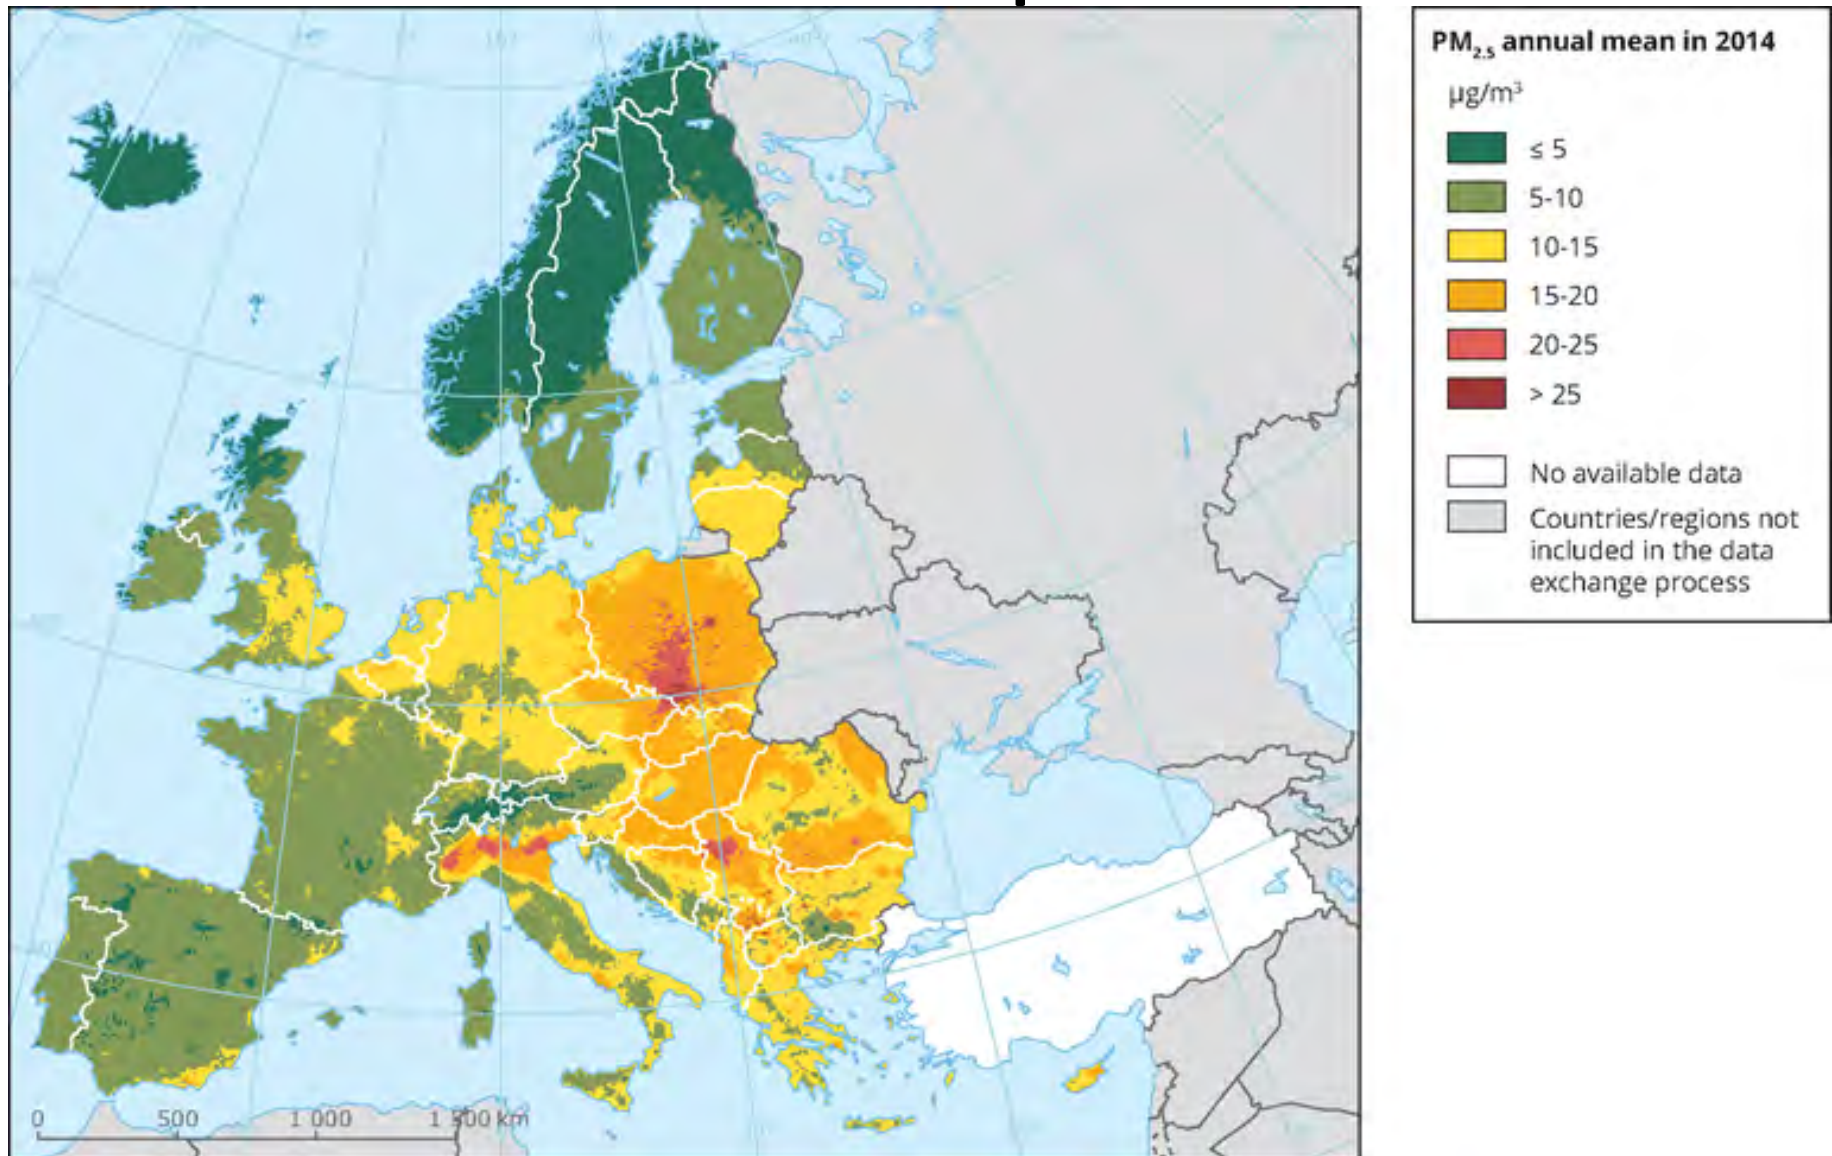 PM2.5 annual mean in 2014
µg/m³
≤ 5
5-10
10-15
15-20
20-25
> 25
No available data
Countries/regions not
included in the data
exchange process
0 500 1 000 1 500 km